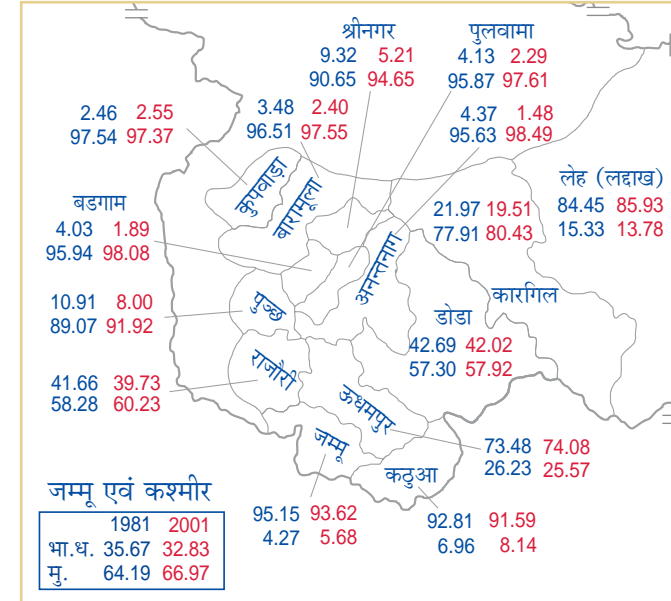 श्रीनगर
9.32 5.21
90.65 94.65
पुलवामा
4.13 2.29
95.87 97.61
2.46 2.55
97.54 97.37
3.48 2.40
96.51 97.55
4.37 1.48
95.63 98.49
लेह (लद्दाख)
84.45 85.93
15.33 13.78
कुपवाड़ा
बारामूला
बडगाम
4.03 1.89
95.94 98.08
21.97 19.51
77.91 80.43
अनन्तनाग
कारगिल
10.91 8.00
89.07 91.92
पुञ्छ
डोडा
42.69 42.02
57.30 57.92
41.66 39.73
58.28 60.23
राजौरी
ऊधमपुर
73.48 74.08
26.23 25.57
जम्मू
कठुआ
95.15 93.62
4.27 5.68
92.81 91.59
6.96 8.14
जम्मू एवं कश्मीर
1981 2001
भा.ध. 35.67 32.83
मु. 64.19 66.97